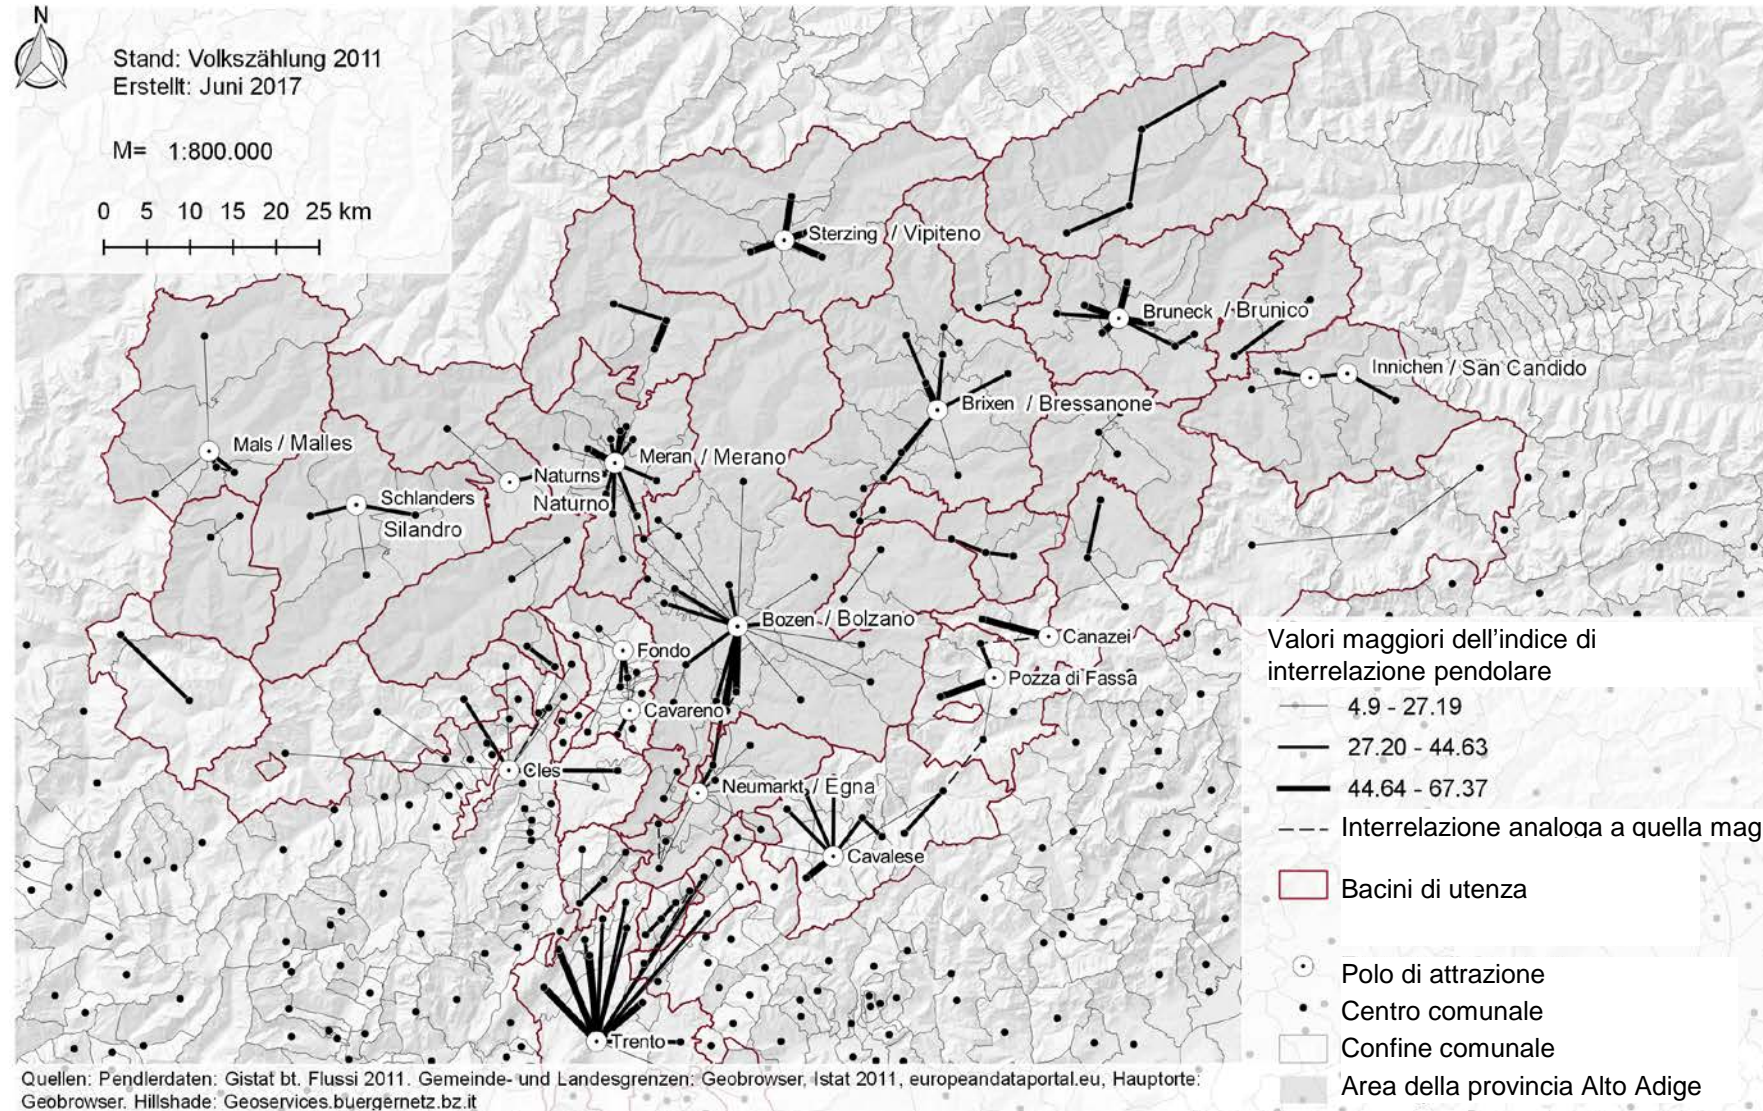 N
Stand: Volkszählung 2011
Erstellt: Juni 2017
M= 1:800.000
0 5 10 15 20 25 km
Sterzing / Vipiteno
Bruneck / Brunico
Innichen / San Candido
Brixen / Bressanone
Mals / Malles
Meran / Merano
Naturns
Naturno
Schlanders
Silandro
Bozen / Bolzano
Fondo
Canazei
Pozza di Fassa
Cavareno
Cles
Neumarkt / Egna
Cavalese
Trento
Valori maggiori dell'indice di
interrelazione pendolare
4.9 - 27.19
27.20 - 44.63
44.64 - 67.37
Interrelazione analoga a quella mag
Bacini di utenza
Polo di attrazione
Centro comunale
Confine comunale
Area della provincia Alto Adige
Quellen: Pendlerdaten: Gistat bt. Flussi 2011. Gemeinde- und Landesgrenzen: Geobrowser, Istat 2011, europeandataportal.eu, Hauptorte:
Geobrowser. Hillshade: Geoservices.buergernetz.bz.it